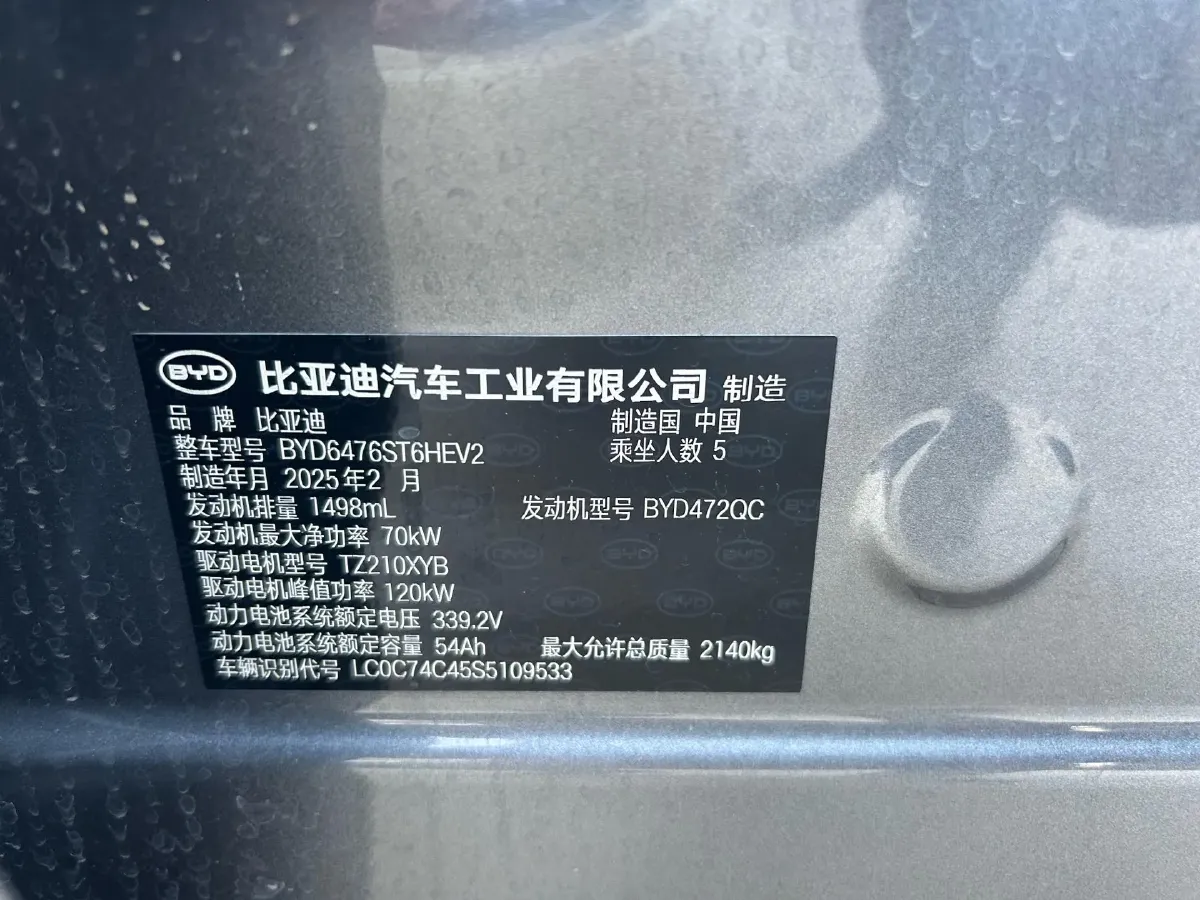 BYD 比亚迪汽车工业有限公司 制造
品 牌 比亚迪 制造国 中国
整车型号 BYD6476ST6HEV2 乘坐人数 5
制造年月 2025年2 月
发动机排量 1498mL 发动机型号 BYD472QC
发动机最大净功率 70kW
驱动电机型号 TZ210XYB
驱动电机峰值功率 120kW
动力电池系统额定电压 339.2V
动力电池系统额定容量 54Ah 最大允许总质量 2140kg
车辆识别代号 LC0C74C45S5109533